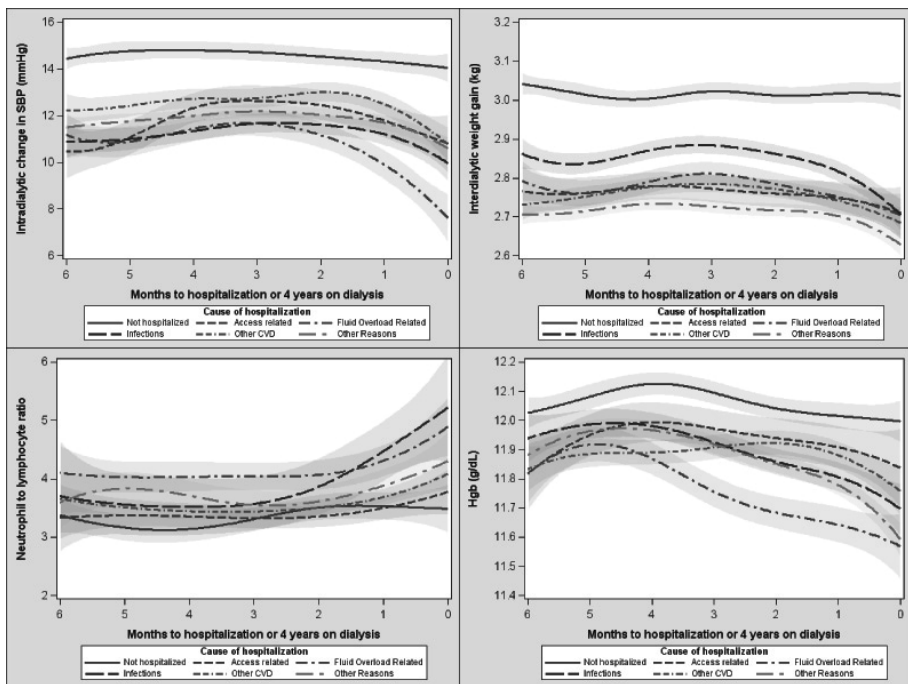 Intradialytic change in SBP (mmHg)
16
14
12
10
8
6
6 5 4 3 2 1 0
Months to hospitalization or 4 years on dialysis
Cause of hospitalization
Not hospitalized Access related Fluid Overload Related
Infections Other CVD Other Reasons
Interdialytic weight gain (kg)
3.1
3.0
2.9
2.8
2.7
2.6
6 5 4 3 2 1 0
Months to hospitalization or 4 years on dialysis
Cause of hospitalization
Not hospitalized Access related Fluid Overload Related
Infections Other CVD Other Reasons
Neutrophil to lymphocyte ratio
6
5
4
3
2
6 5 4 3 2 1 0
Months to hospitalization or 4 years on dialysis
Cause of hospitalization
Not hospitalized Access related Fluid Overload Related
Infections Other CVD Other Reasons
Hgb (g/dL)
12.2
12.1
12.0
11.9
11.8
11.7
11.6
11.5
11.4
6 5 4 3 2 1 0
Months to hospitalization or 4 years on dialysis
Cause of hospitalization
Not hospitalized Access related Fluid Overload Related
Infections Other CVD Other Reasons